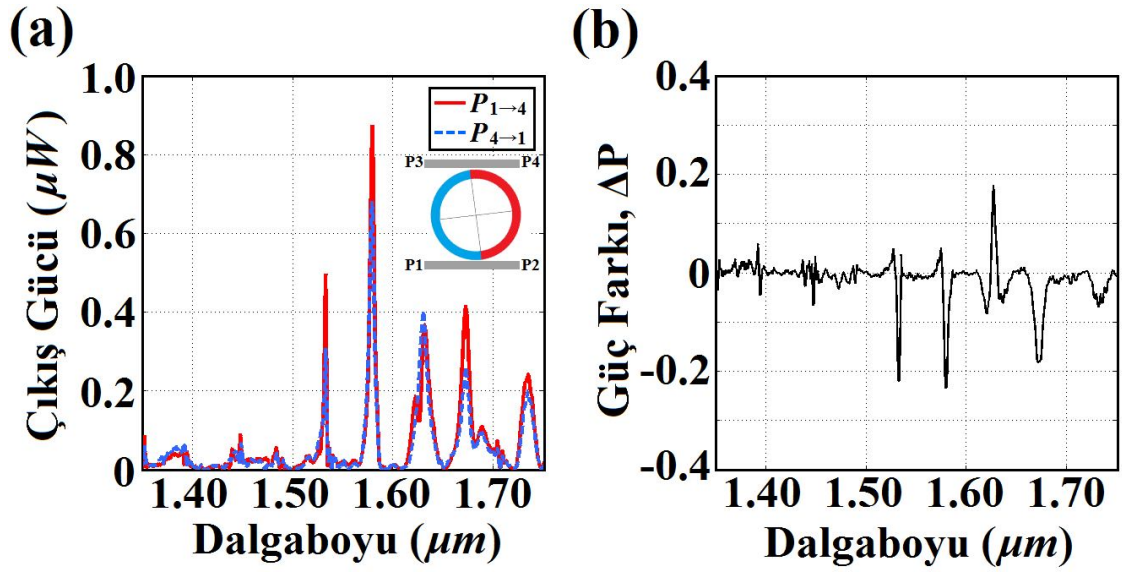 (a)
Çıkış Gücü (μW)
1.0
0.8
0.6
0.4
0.2
0
P1→4
P4→1
P3 P4
P1 P2
1.40 1.50 1.60 1.70
Dalgaboyu (μm)
(b)
Güç Farkı, ΔP
0.4
0.2
0
-0.2
-0.4
1.40 1.50 1.60 1.70
Dalgaboyu (μm)